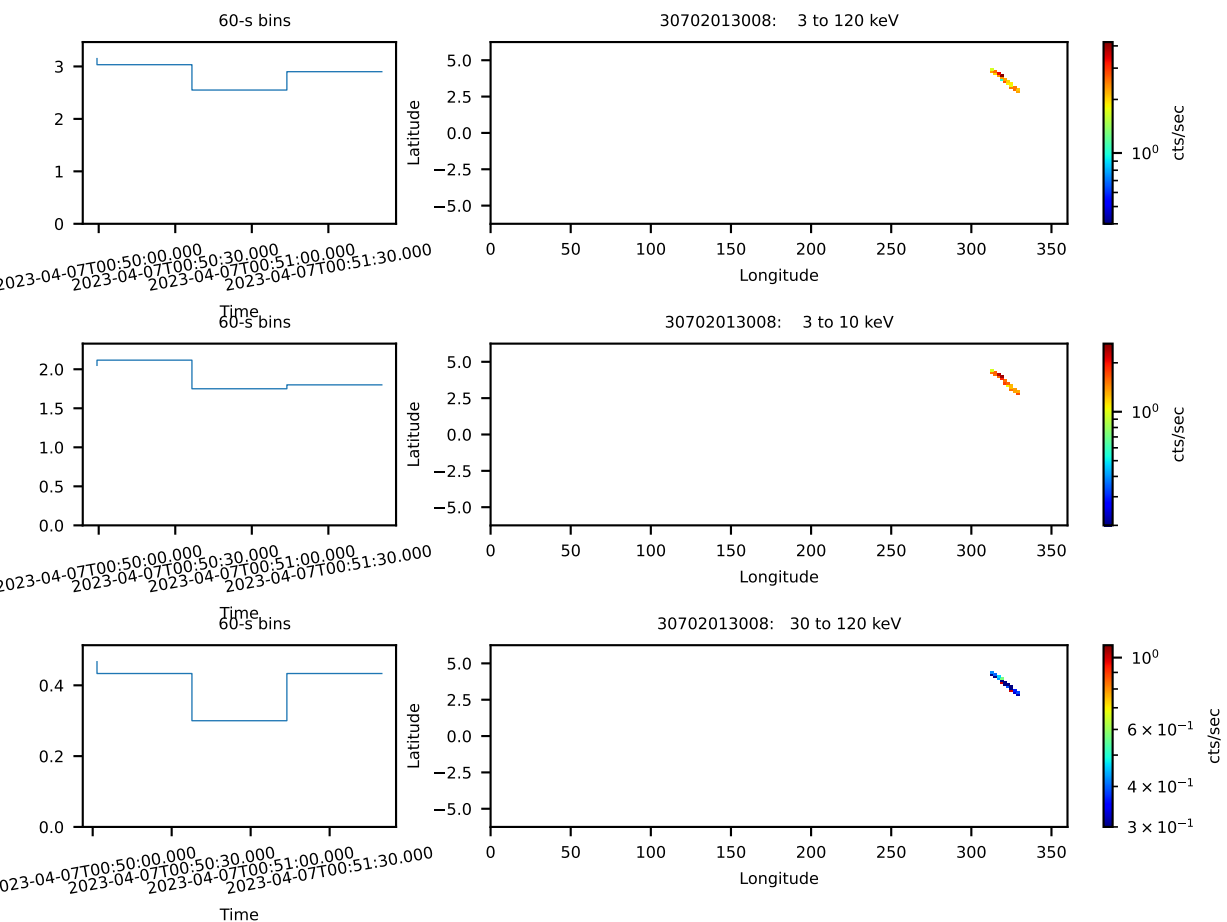 60-s bins
30702013008: 3 to 120 keV
3
2
1
0
2023-04-07T00:50:00.000
2023-04-07T00:50:30.000
2023-04-07T00:51:00.000
2023-04-07T00:51:30.000
Time
Latitude
5.0
2.5
0.0
−2.5
−5.0
0 50 100 150 200 250 300 350
Longitude
10⁰
cts/sec
60-s bins
30702013008: 3 to 10 keV
2.0
1.5
1.0
0.5
0.0
2023-04-07T00:50:00.000
2023-04-07T00:50:30.000
2023-04-07T00:51:00.000
2023-04-07T00:51:30.000
Time
Latitude
5.0
2.5
0.0
−2.5
−5.0
0 50 100 150 200 250 300 350
Longitude
10⁰
cts/sec
60-s bins
30702013008: 30 to 120 keV
0.4
0.2
0.0
023-04-07T00:50:00.000
2023-04-07T00:50:30.000
2023-04-07T00:51:00.000
2023-04-07T00:51:30.000
Time
Latitude
5.0
2.5
0.0
−2.5
−5.0
0 50 100 150 200 250 300 350
Longitude
10⁰
6 × 10⁻¹
4 × 10⁻¹
3 × 10⁻¹
cts/sec